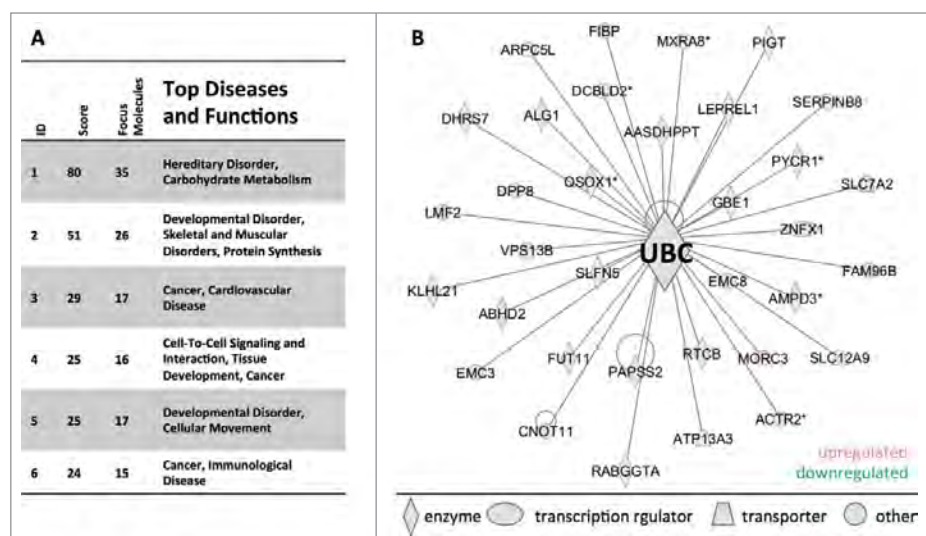 A
ID
Score
Focus
Molecules
Top Diseases
and Functions
1 80 35 Hereditary Disorder,
Carbohydrate Metabolism
2 51 26 Developmental Disorder,
Skeletal and Muscular
Disorders, Protein Synthesis
3 29 17 Cancer, Cardiovascular
Disease
4 25 16 Cell-To-Cell Signaling and
Interaction, Tissue
Development, Cancer
5 25 17 Developmental Disorder,
Cellular Movement
6 24 15 Cancer, Immunological
Disease
B
FIBP
ARPC5L
MXRA8*
PIGT
DCBLD2*
LEPREL1
SERPINB8
DHRS7
ALG1
AASDHPPT
PYCR1*
QSOX1*
SLC7A2
DPP8
GBE1
LMF2
ZNFX1
VPS13B
UBC
SLFN5
EMC8
FAM96B
KLHL21
AMPD3*
ABHD2
FUT11
RTCB
MORC3
SLC12A9
EMC3
PAPSS2
ACTR2*
CNOT11
ATP13A3
RABGGTA
upregulated
downregulated
enzyme transcription rgulator transporter other